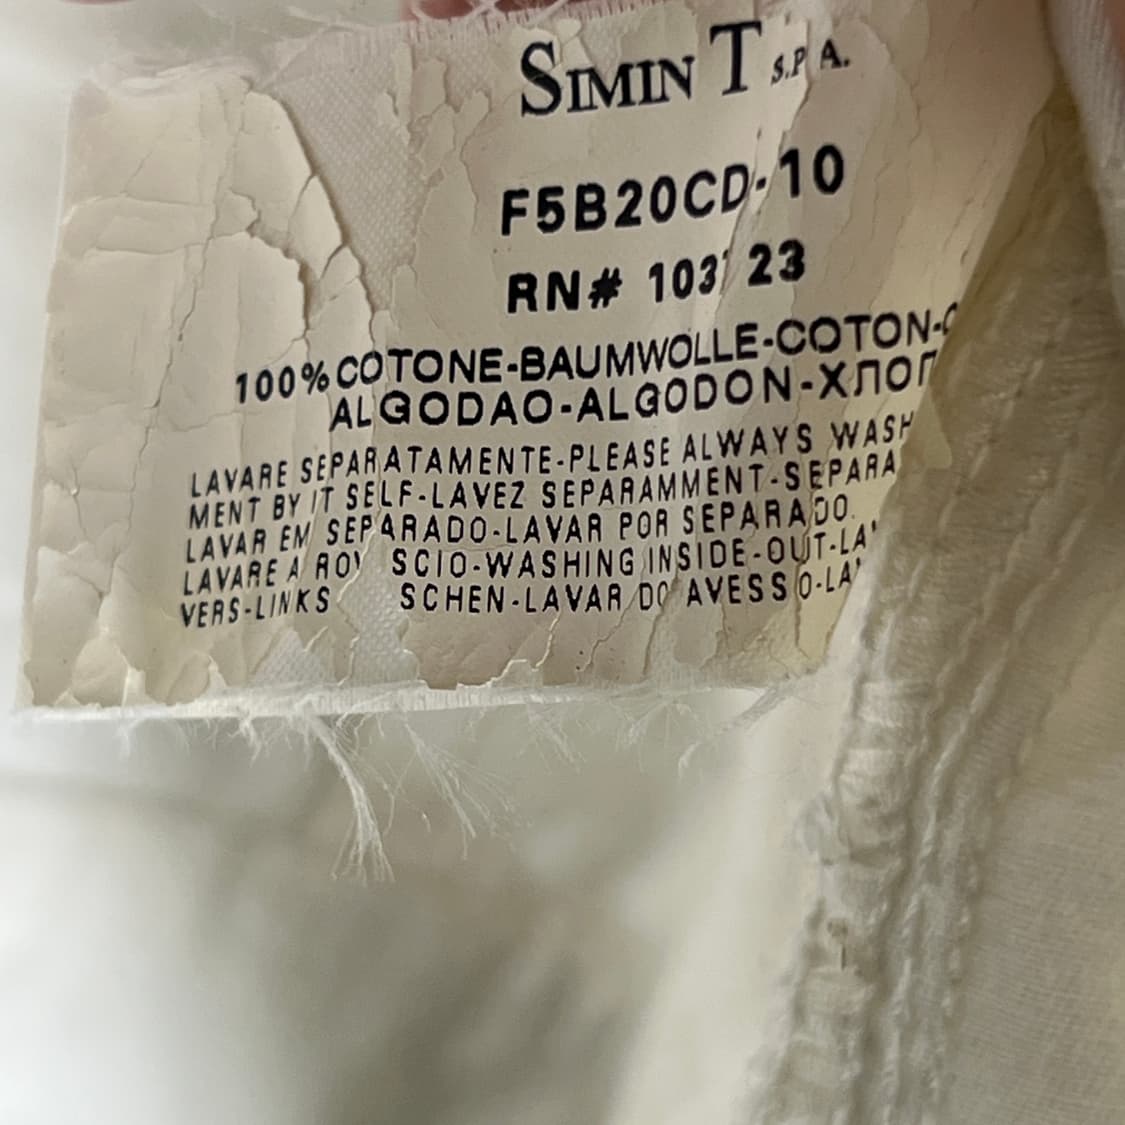 SIMIN T S.P.A.
F5B20CD-10
RN# 103 23
100% COTONE-BAUMWOLLE-COTON-
ALGODAO-ALGODON-ХЛОП
LAVARE SEPARATAMENTE-PLEASE ALWAYS WASH
MENT BY IT SELF-LAVEZ SEPARAMMENT-SEPARA
LAVAR EM SEPARADO-LAVAR POR SEPARADO.
LAVARE A ROV SCIO-WASHING INSIDE-OUT-LA
VERS-LINKS SCHEN-LAVAR DO AVESSO-LA